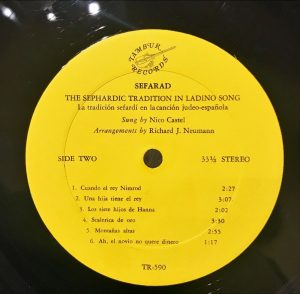 TAMBUR
RECORDS
SEFARAD
THE SEPHARDIC TRADITION IN LADINO SONG
La tradición sefardí en la canción judeo-española
Sung by Nico Castel
Arrangements by Richard J. Neumann
SIDE TWO 33⅓ STEREO
1. Cuando el rey Nimrod 2:27
2. Una hija tiene el rey 3:07
3. Los siete hijos de Hanna 2:02
4. Scalerica de oro 3:30
5. Montañas altas 2:55
6. Ah, el novio no quere dinero 1:17
TR-590